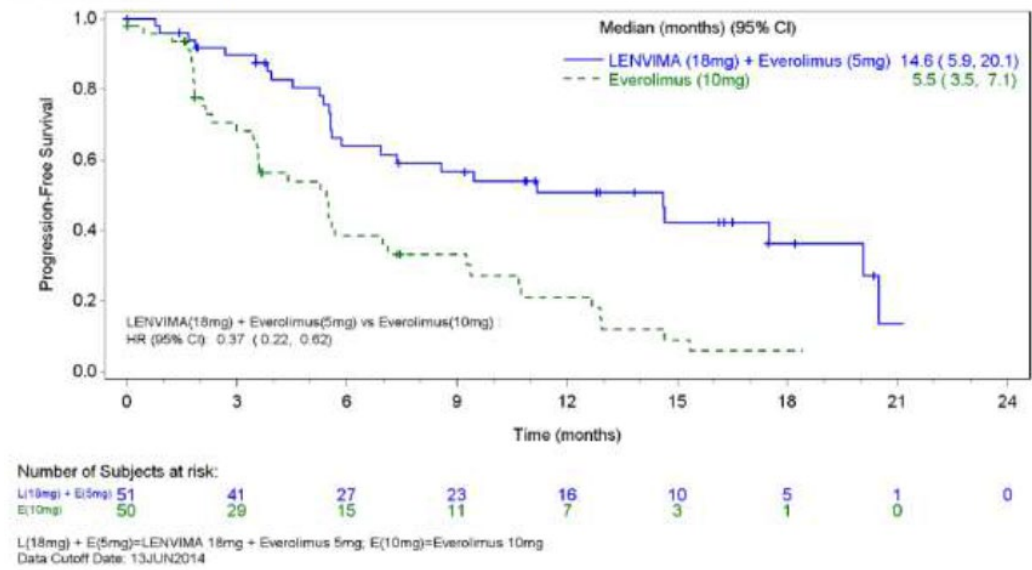 Median (months) (95% CI)
LENVIMA (18mg) + Everolimus (5mg) 14.6 ( 5.9, 20.1)
Everolimus (10mg) 5.5 ( 3.5, 7.1)
Progression-Free Survival
1.0
0.8
0.6
0.4
0.2
0.0
LENVIMA(18mg) + Everolimus(5mg) vs Everolimus(10mg) :
HR (95% CI) 0.37 ( 0.22, 0.62)
0 3 6 9 12 15 18 21 24
Time (months)
Number of Subjects at risk:
L(18mg) + E(5mg) 51 41 27 23 16 10 5 1 0
E(10mg) 50 29 15 11 7 3 1 0
L(18mg) + E(5mg)=LENVIMA 18mg + Everolimus 5mg; E(10mg)=Everolimus 10mg
Data Cutoff Date: 13JUN2014